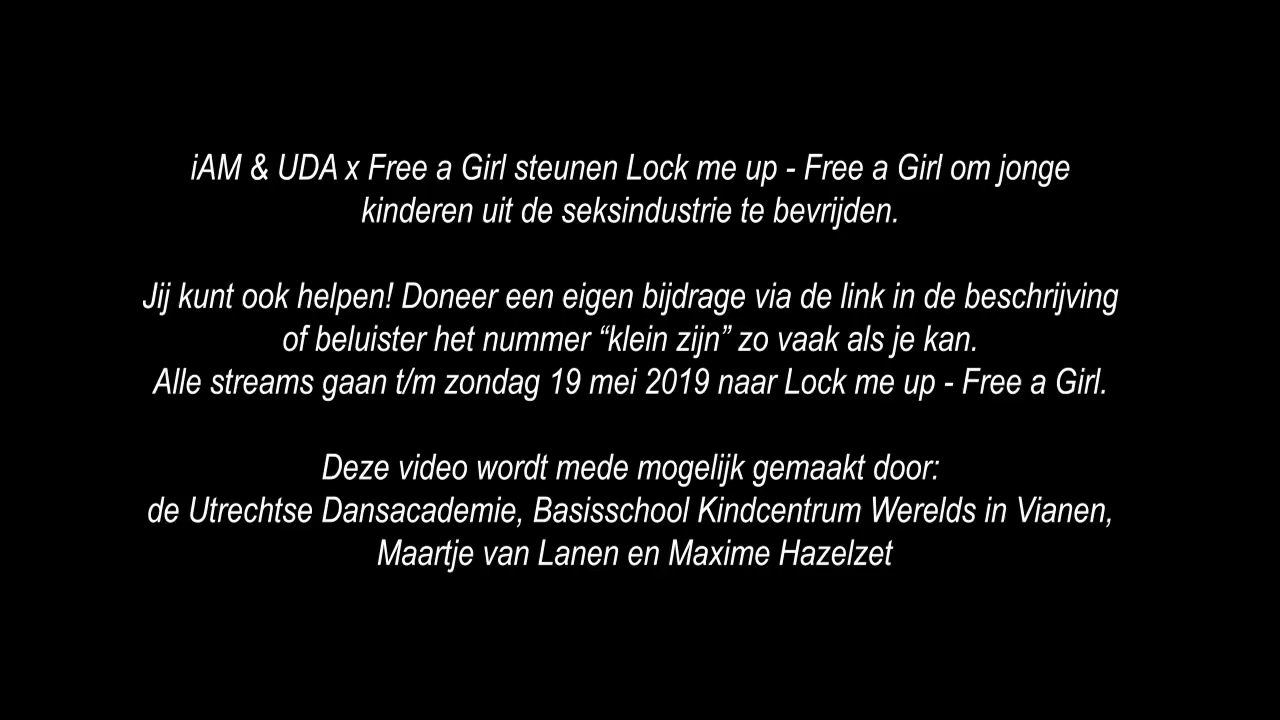 iAM & UDA x Free a Girl steunen Lock me up - Free a Girl om jonge
kinderen uit de seksindustrie te bevrijden.
Jij kunt ook helpen! Doneer een eigen bijdrage via de link in de beschrijving
of beluister het nummer “klein zijn” zo vaak als je kan.
Alle streams gaan t/m zondag 19 mei 2019 naar Lock me up - Free a Girl.
Deze video wordt mede mogelijk gemaakt door:
de Utrechtse Dansacademie, Basisschool Kindcentrum Werelds in Vianen,
Maartje van Lanen en Maxime Hazelzet